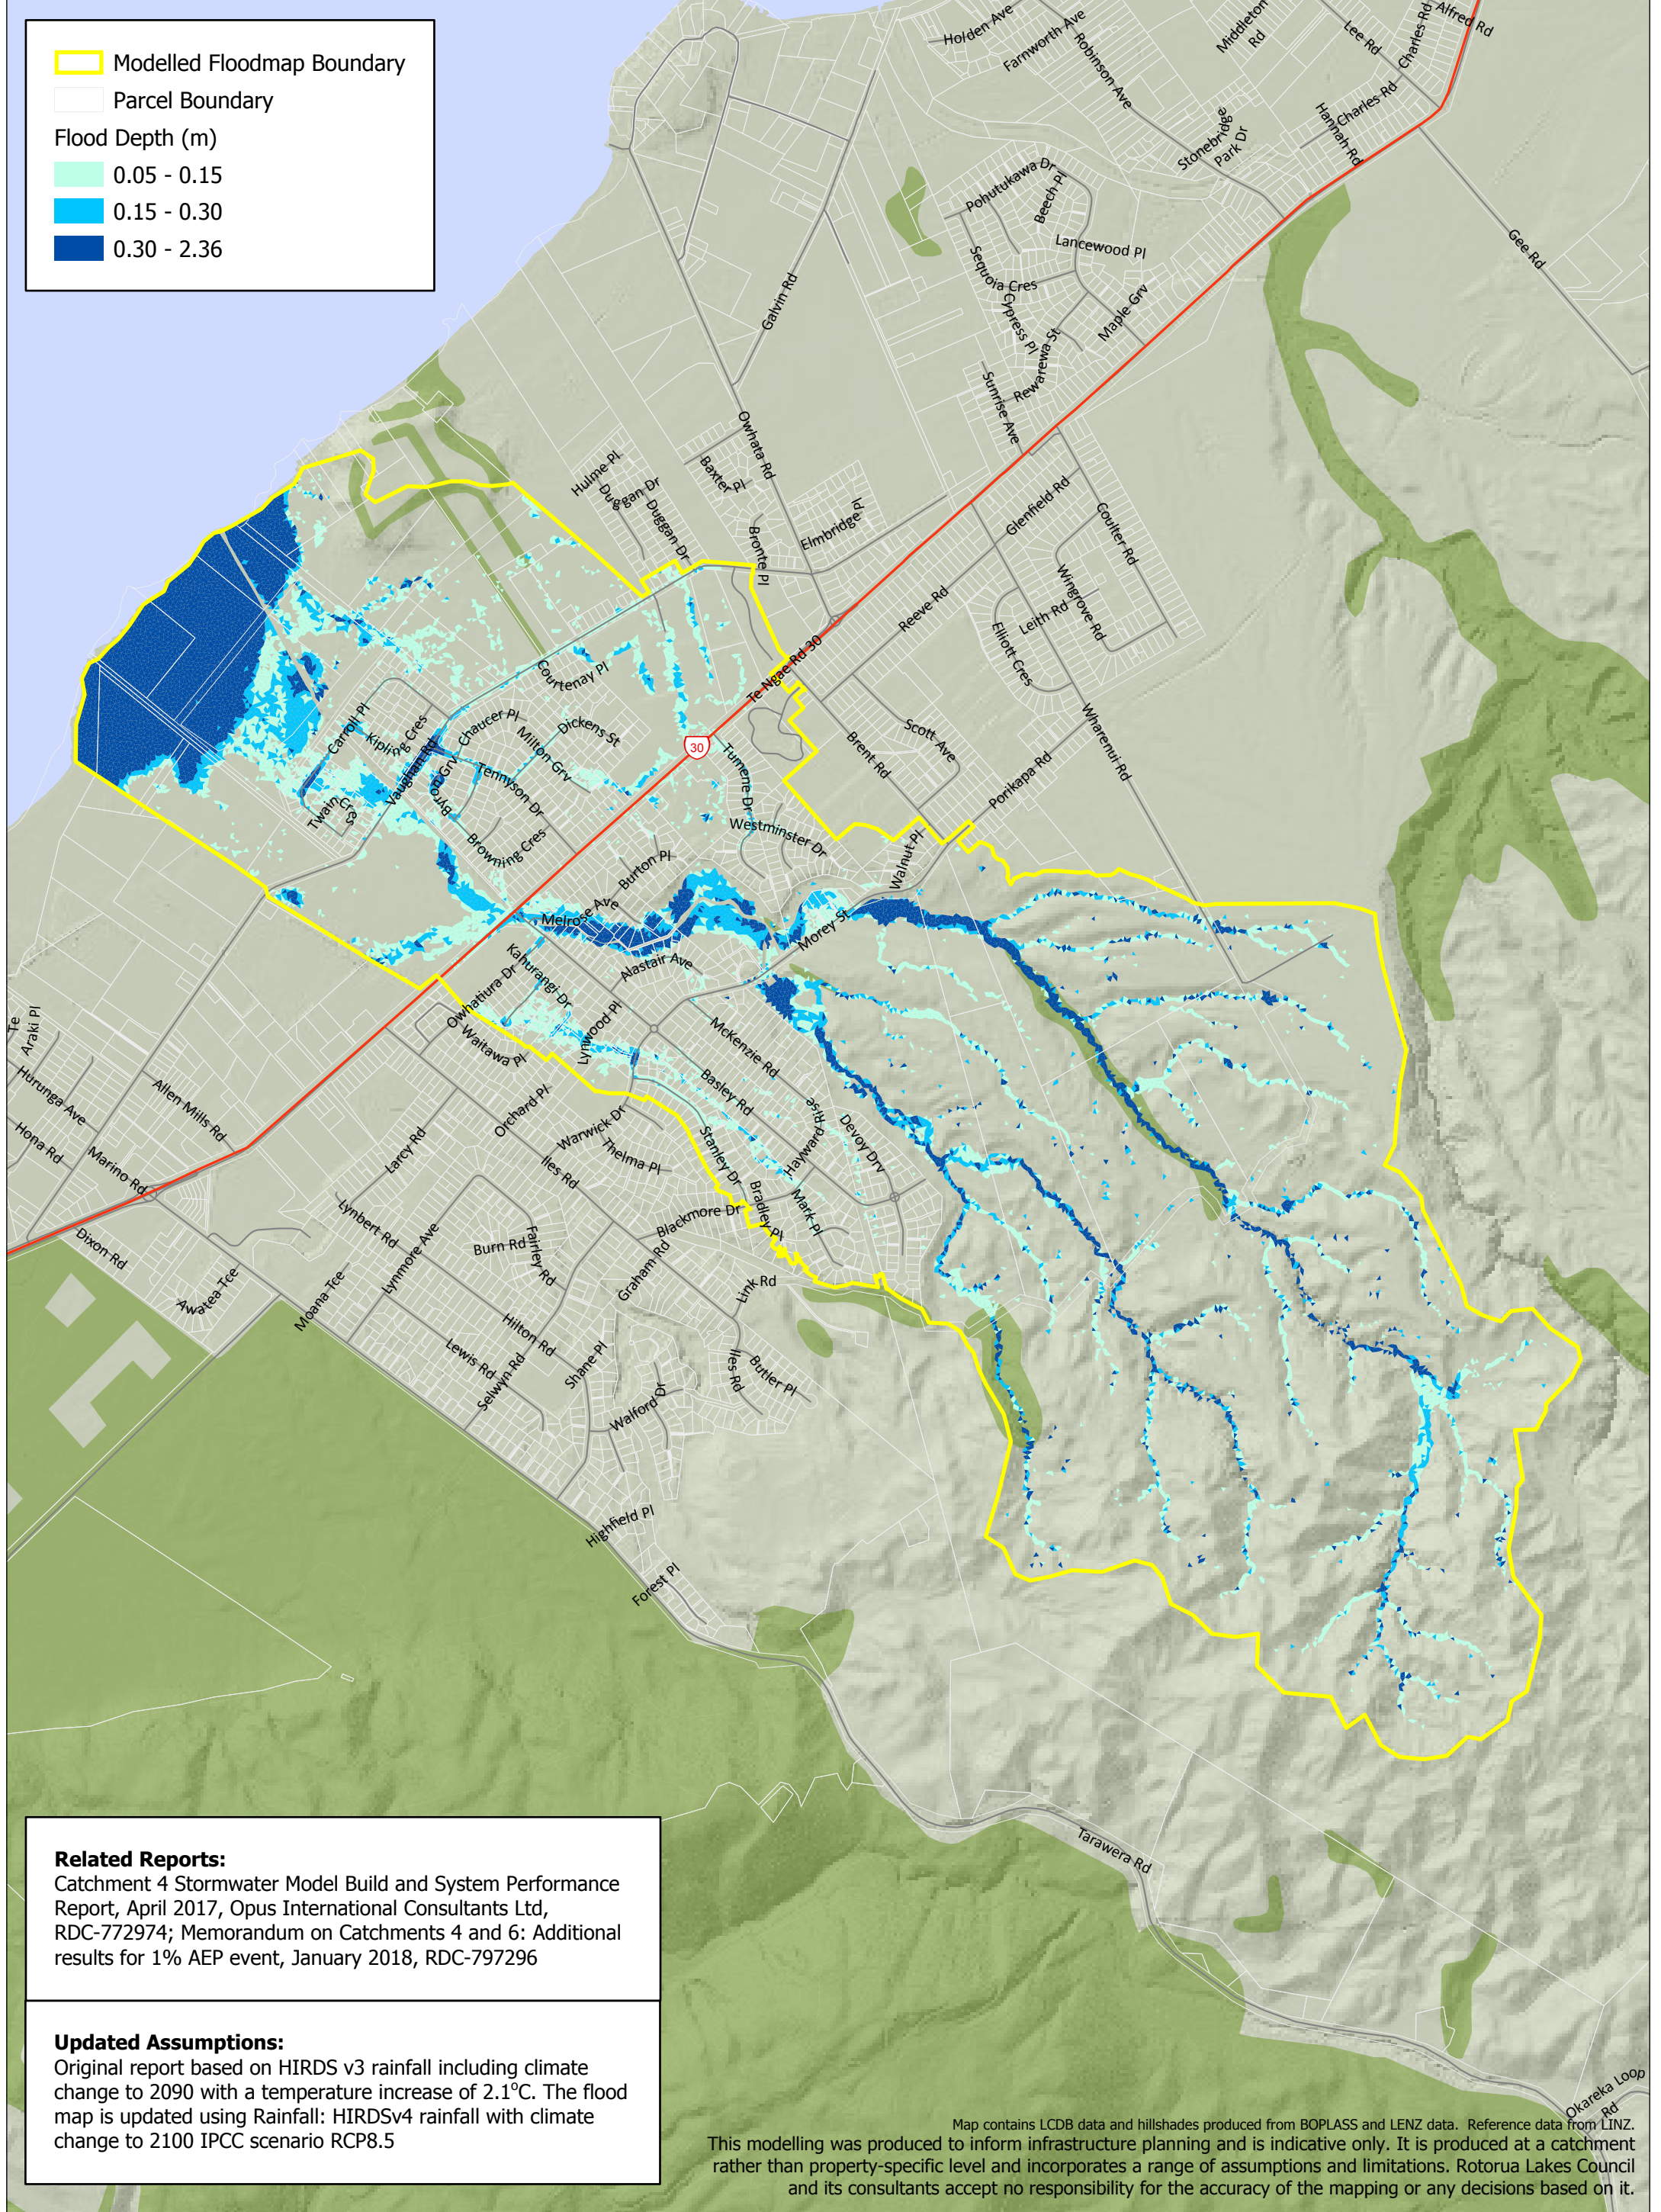 Modelled Floodmap Boundary
Parcel Boundary
Flood Depth (m)
0.05 - 0.15
0.15 - 0.30
0.30 - 2.36
Holden Ave
Farnworth Ave
Robinson Ave
Middleton
Rd
Lee Rd
Charles Rd
Alfred Rd
Charles Rd
Hannah Rd
Stonebridge
Park Dr
Gee Rd
Pohutukawa Dr
Beech Pl
Lancewood Pl
Sequoia Cres
Cypress Pl
Maple Grv
Rewarewa St
Sunrise Ave
Galvin Rd
Owhata Rd
Hulme Pl
Duggan Dr
Duggan Dr
Baxter Pl
Bronte Pl
Elmbridge Pl
Glenfield Rd
Coulter Rd
Wingrove Rd
Leith Rd
Elliott Cres
Reeve Rd
Te Ngae Rd 30
30
Courtenay Pl
Carroll Pl
Kipling Cres
Chaucer Pl
Dickens St
Milton Grv
Vaughan Rd
Byron Grv
Tennyson Dr
Twain
Cres
Browning Cres
Tumene Dr
Westminster Dr
Scott Ave
Brent Rd
Wharenui Rd
Porikapa Rd
Walnut Pl
Burton Pl
Melrose Ave
Morey St
Alastair Ave
Kahurangi Dr
Owhatiura Dr
Waitawa Pl
Lynwood Pl
McKenzie Rd
Basley Rd
Hayward
Rise
Devoy Drv
Stanley Dr
Mark Pl
Bradley Pl
Blackmore Dr
Orchard Pl
Warwick Dr
Thelma Pl
Iles Rd
Larcy Rd
Te
Araki Pl
Hurunga Ave
Hona Rd
Allen Mills Rd
Marino Rd
Dixon Rd
Awatea Tce
Moana Tce
Lynbert Rd
Lynmore Ave
Burn Rd
Fairley Rd
Graham Rd
Link Rd
Hilton Rd
Lewis Rd
Selwyn Rd
Shane Pl
Iles Rd
Butler Pl
Walford Dr
Highfield Pl
Forest Pl
Tarawera Rd
Okareka Loop
Rd
Related Reports:
Catchment 4 Stormwater Model Build and System Performance
Report, April 2017, Opus International Consultants Ltd,
RDC-772974; Memorandum on Catchments 4 and 6: Additional
results for 1% AEP event, January 2018, RDC-797296
Updated Assumptions:
Original report based on HIRDS v3 rainfall including climate
change to 2090 with a temperature increase of 2.1°C. The flood
map is updated using Rainfall: HIRDSv4 rainfall with climate
change to 2100 IPCC scenario RCP8.5
Map contains LCDB data and hillshades produced from BOPLASS and LENZ data. Reference data from LINZ.
This modelling was produced to inform infrastructure planning and is indicative only. It is produced at a catchment
rather than property-specific level and incorporates a range of assumptions and limitations. Rotorua Lakes Council
and its consultants accept no responsibility for the accuracy of the mapping or any decisions based on it.